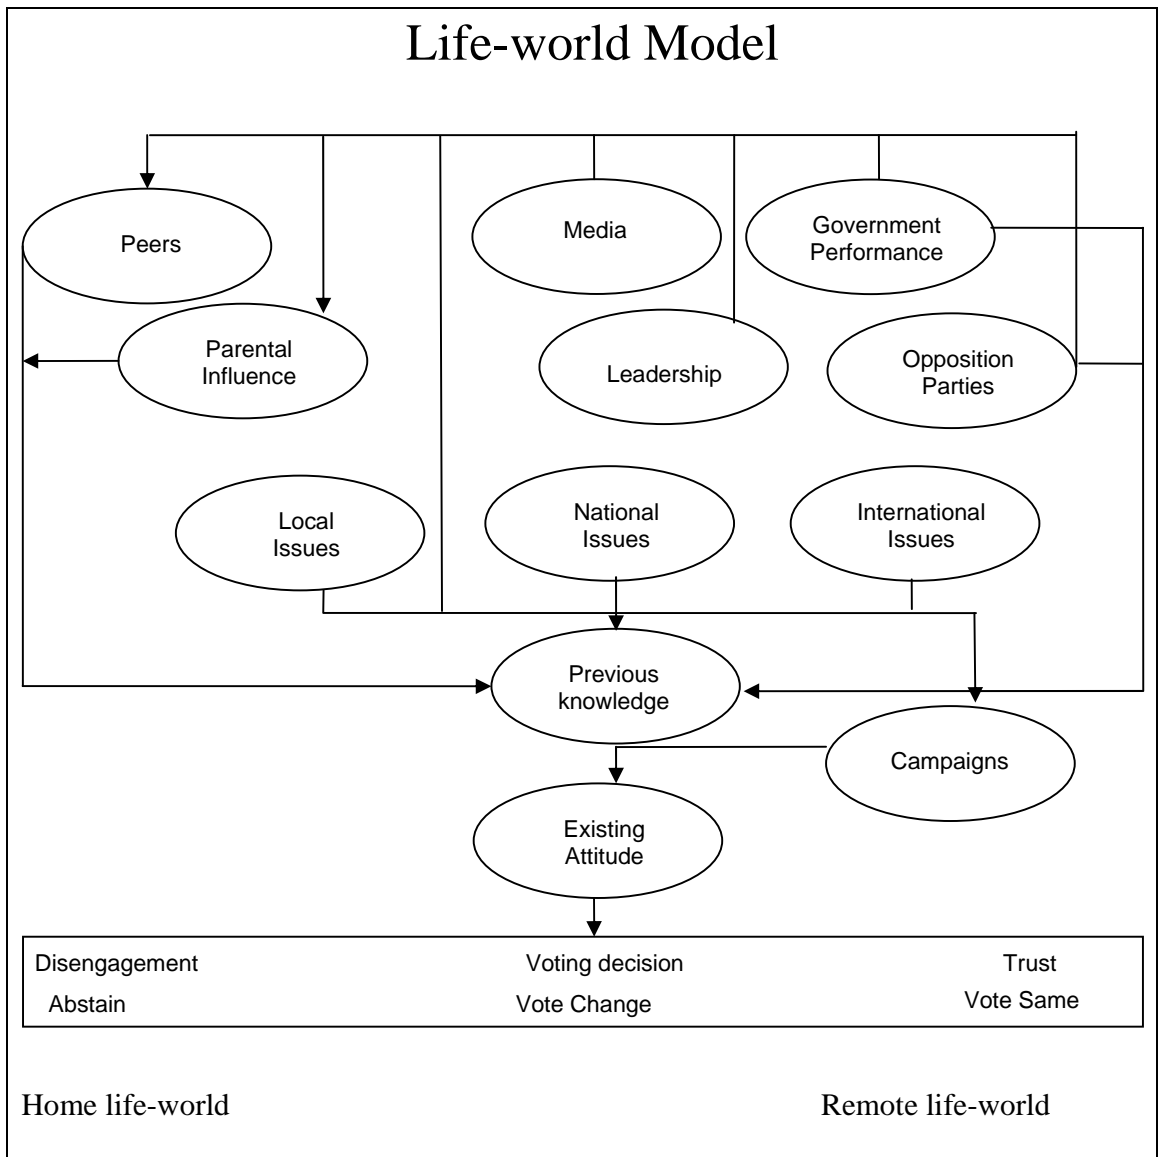 Life-world Model
Peers
Media
Government
Performance
Parental
Influence
Leadership
Opposition
Parties
Local
Issues
National
Issues
International
Issues
Previous
knowledge
Campaigns
Existing
Attitude
Disengagement
Voting decision
Trust
Abstain
Vote Change
Vote Same
Home life-world
Remote life-world